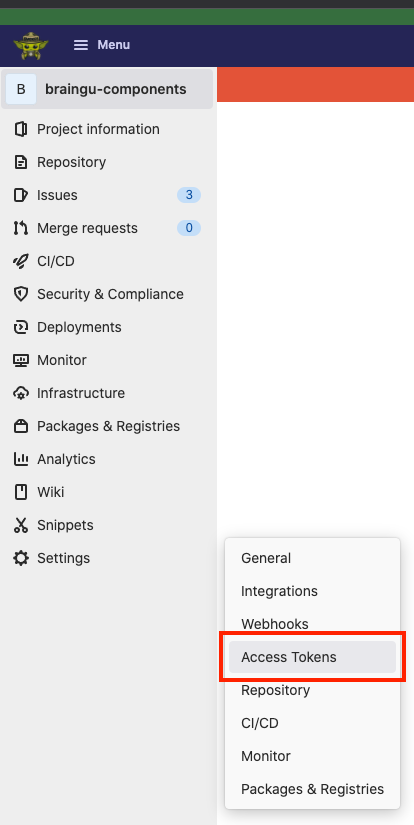 Menu
B braingu-components
Project information
Repository
Issues 3
Merge requests 0
CI/CD
Security & Compliance
Deployments
Monitor
Infrastructure
Packages & Registries
Analytics
Wiki
Snippets
Settings
General
Integrations
Webhooks
Access Tokens
Repository
CI/CD
Monitor
Packages & Registries